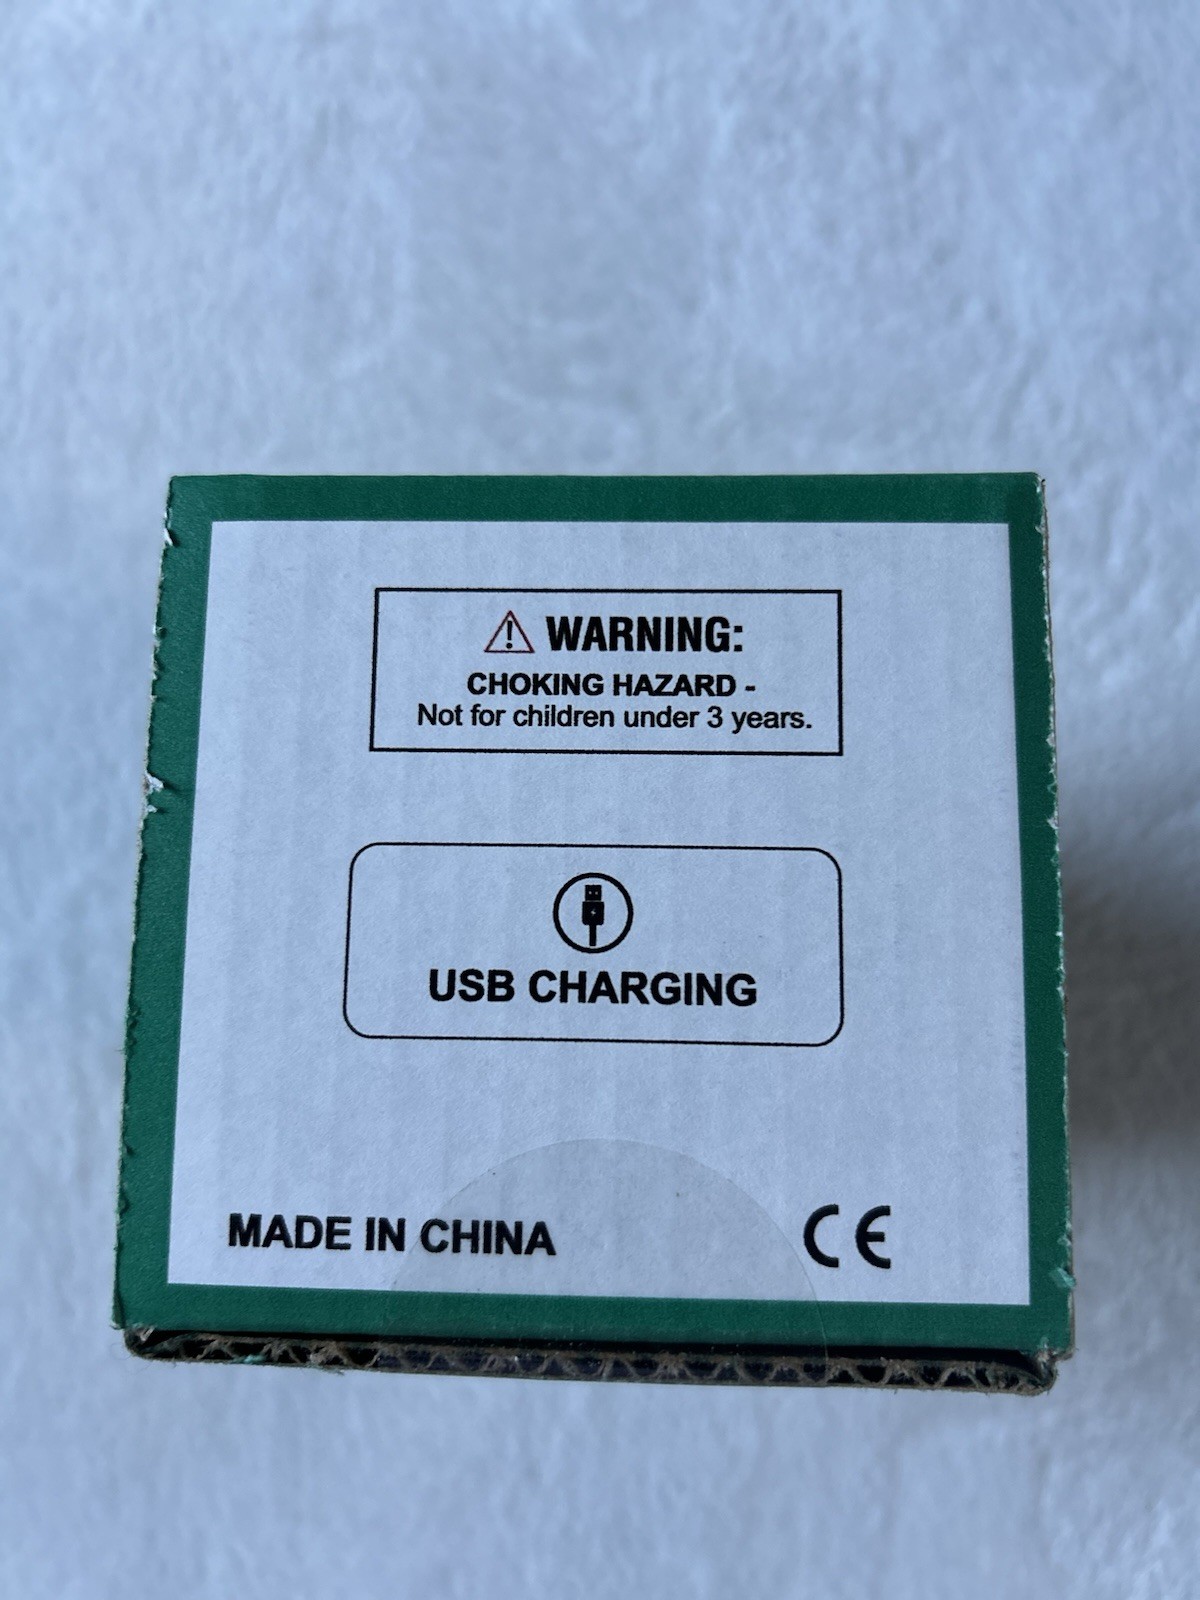 WARNING:
CHOKING HAZARD -
Not for children under 3 years.
USB CHARGING
MADE IN CHINA
CE